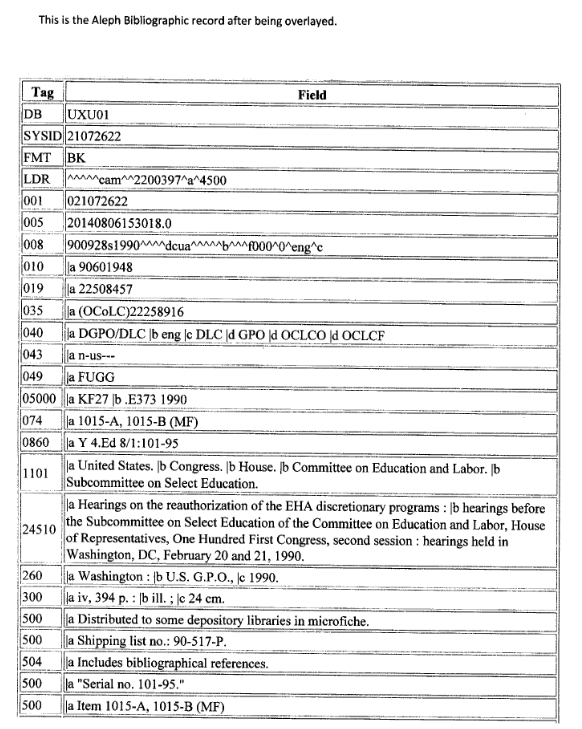 This is the Aleph Bibliographic record after being overlayed.
Tag Field
DB UXU01
SYSID 21072622
FMT BK
LDR ^^^^^cam^^2200397^a^4500
001 021072622
005 20140806153018.0
008 900928s1990^^^^dcua^^^^^b^^^f000^0^eng^c
010 |a 90601948
019 |a 22508457
035 |a (OCoLC)22258916
040 |a DGPO/DLC |b eng |c DLC |d GPO |d OCLCO |d OCLCF
043 |a n-us---
049 |a FUGG
05000 |a KF27 |b .E373 1990
074 |a 1015-A, 1015-B (MF)
0860 |a Y 4.Ed 8/1:101-95
1101 |a United States. |b Congress. |b House. |b Committee on Education and Labor. |b
Subcommittee on Select Education.
24510 |a Hearings on the reauthorization of the EHA discretionary programs : |b hearings before
the Subcommittee on Select Education of the Committee on Education and Labor, House
of Representatives, One Hundred First Congress, second session : hearings held in
Washington, DC, February 20 and 21, 1990.
260 |a Washington : |b U.S. G.P.O., |c 1990.
300 |a iv, 394 p. : |b ill. ; |c 24 cm.
500 |a Distributed to some depository libraries in microfiche.
500 |a Shipping list no.: 90-517-P.
504 |a Includes bibliographical references.
500 |a "Serial no. 101-95."
500 |a Item 1015-A, 1015-B (MF)